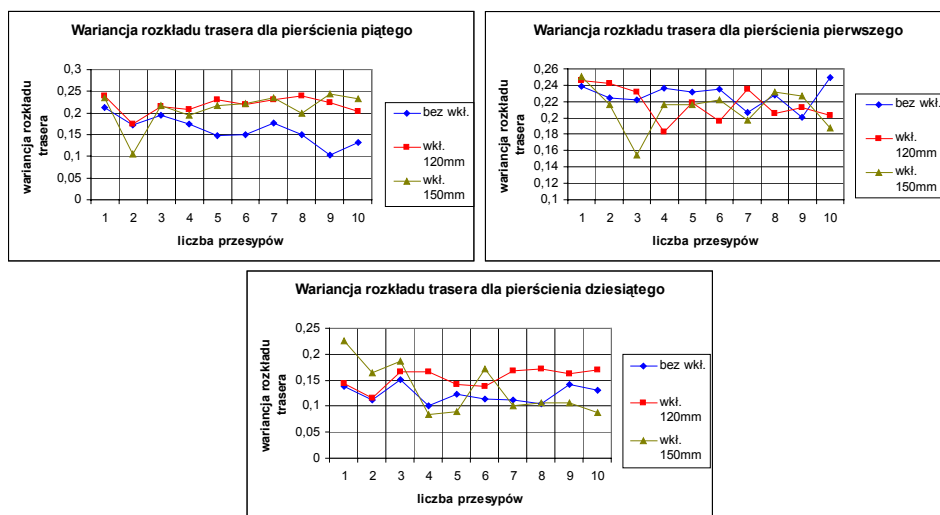 Wariancja rozkładu trasera dla pierścienia piątego
wariancja rozkładu
trasera
0,3
0,25
0,2
0,15
0,1
0,05
0
1 2 3 4 5 6 7 8 9 10
liczba przesypów
bez wkł.
wkł.
120mm
wkł.
150mm
Wariancja rozkładu trasera dla pierścienia pierwszego
wariancja rozkładu
trasera
0,26
0,24
0,22
0,2
0,18
0,16
0,14
0,12
0,1
1 2 3 4 5 6 7 8 9 10
liczba przesypów
bez wkł.
wkł.
120mm
wkł.
150mm
Wariancja rozkładu trasera dla pierścienia dziesiątego
wariancja rozkładu
trasera
0,25
0,2
0,15
0,1
0,05
0
1 2 3 4 5 6 7 8 9 10
liczba przesypów
bez wkł.
wkł.
120mm
wkł.
150mm